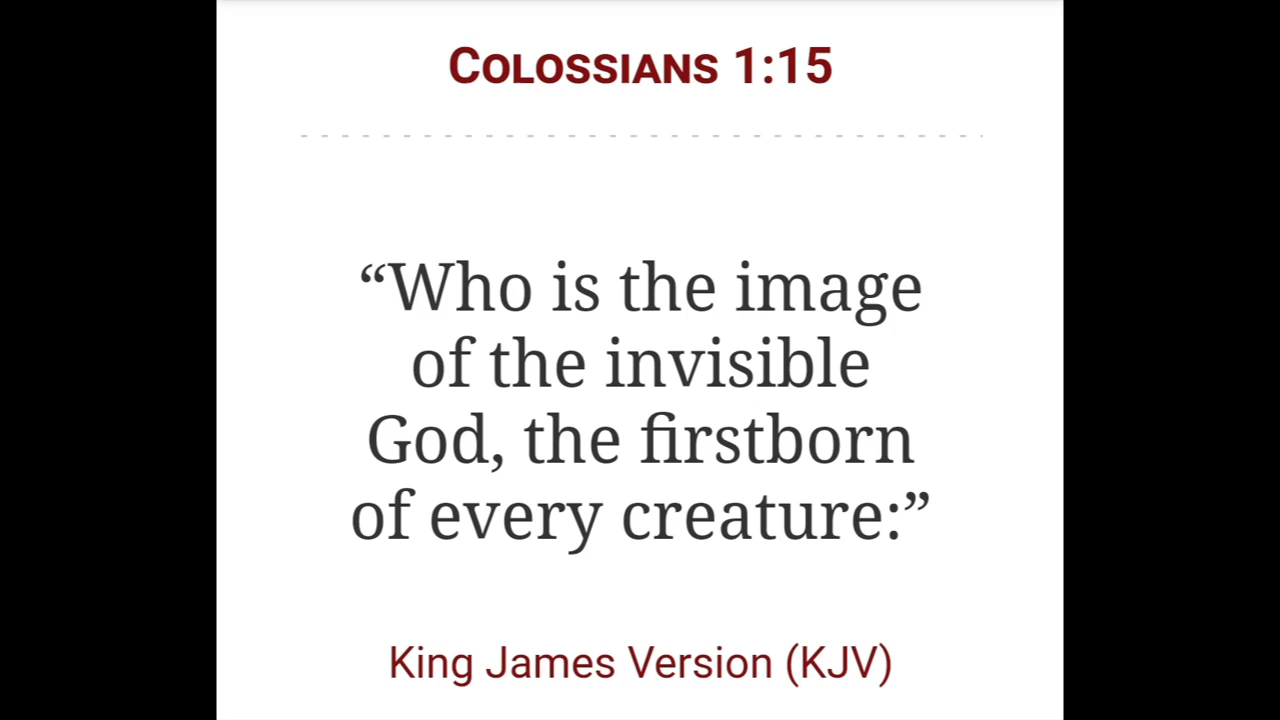 Colossians 1:15
“Who is the image
of the invisible
God, the firstborn
of every creature:”
King James Version (KJV)